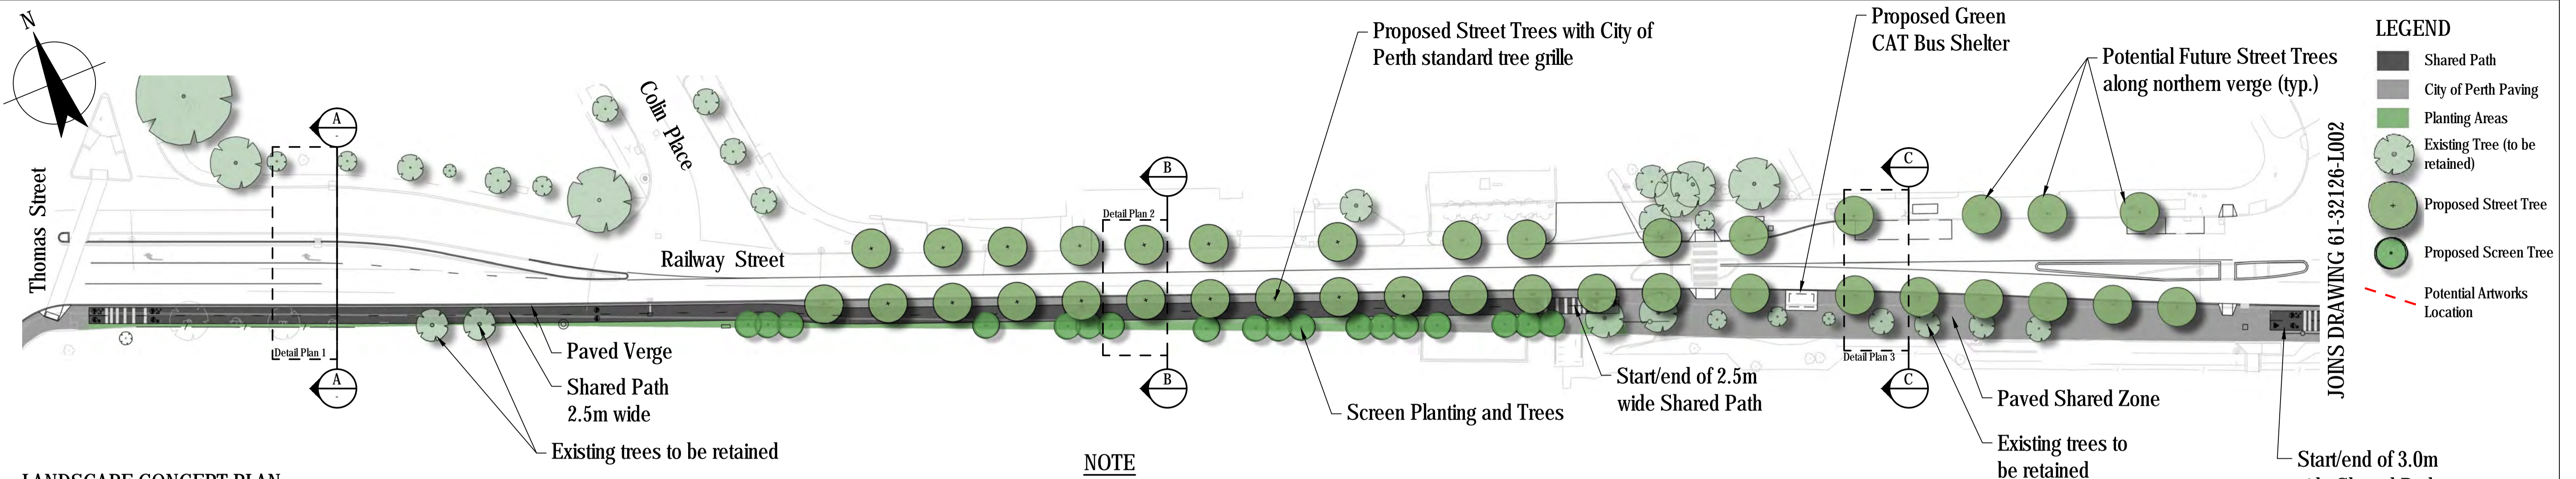 N
Thomas Street
A
Detail Plan 1
A
Colin Place
Railway Street
Paved Verge
Shared Path
2.5m wide
Existing trees to be retained
B
Detail Plan 2
B
NOTE
Proposed Street Trees with City of
Perth standard tree grille
Screen Planting and Trees
Start/end of 2.5m
wide Shared Path
Proposed Green
CAT Bus Shelter
C
Detail Plan 3
C
Potential Future Street Trees
along northern verge (typ.)
Paved Shared Zone
Existing trees to
be retained
Start/end of 3.0m
JOINS DRAWING 61-32126-L002
LEGEND
Shared Path
City of Perth Paving
Planting Areas
Existing Tree (to be
retained)
Proposed Street Tree
Proposed Screen Tree
Potential Artworks
Location
LANDSCAPE CONCEPT PLAN